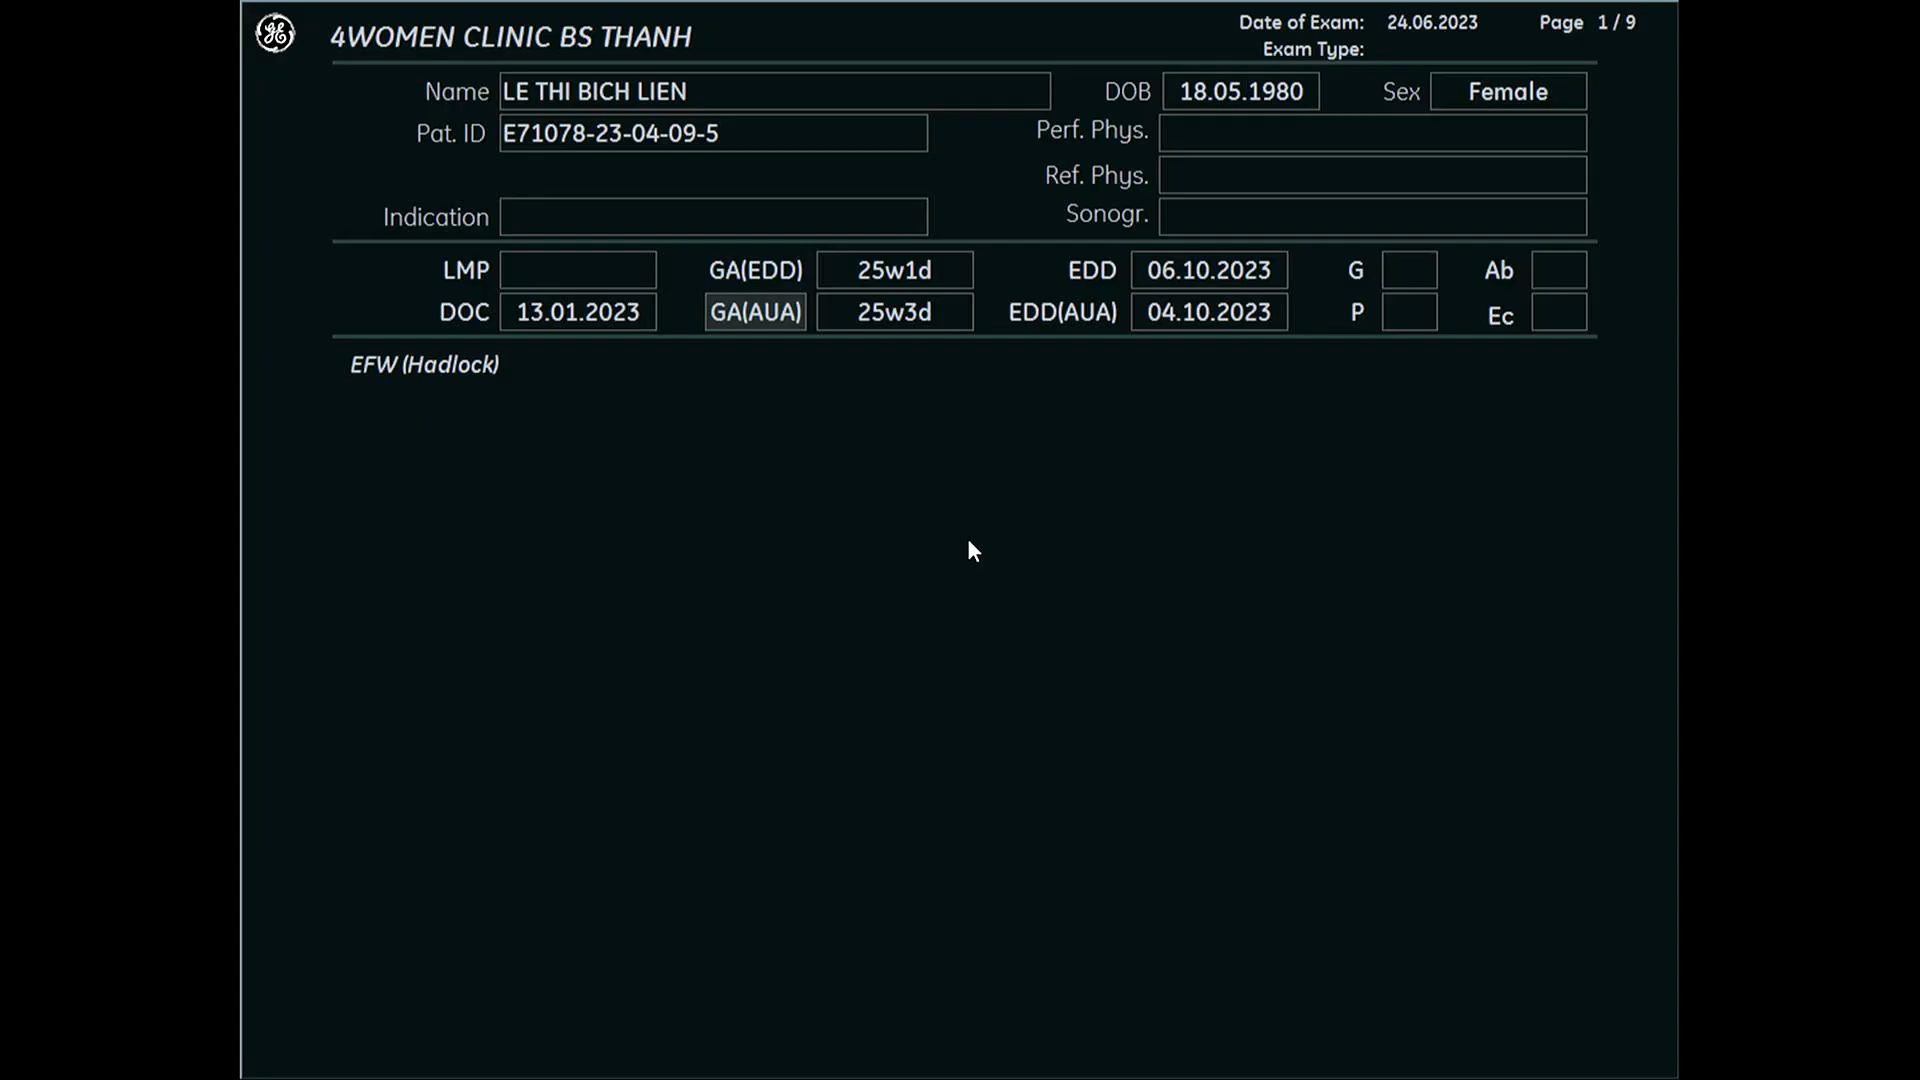 4WOMEN CLINIC BS THANH
Date of Exam: 24.06.2023 Page 1 / 9
Exam Type:
Name LE THI BICH LIEN DOB 18.05.1980 Sex Female
Pat. ID E71078-23-04-09-5 Perf. Phys.
Ref. Phys.
Indication Sonogr.
LMP GA(EDD) 25w1d EDD 06.10.2023 G Ab
DOC 13.01.2023 GA(AUA) 25w3d EDD(AUA) 04.10.2023 P Ec
EFW (Hadlock)